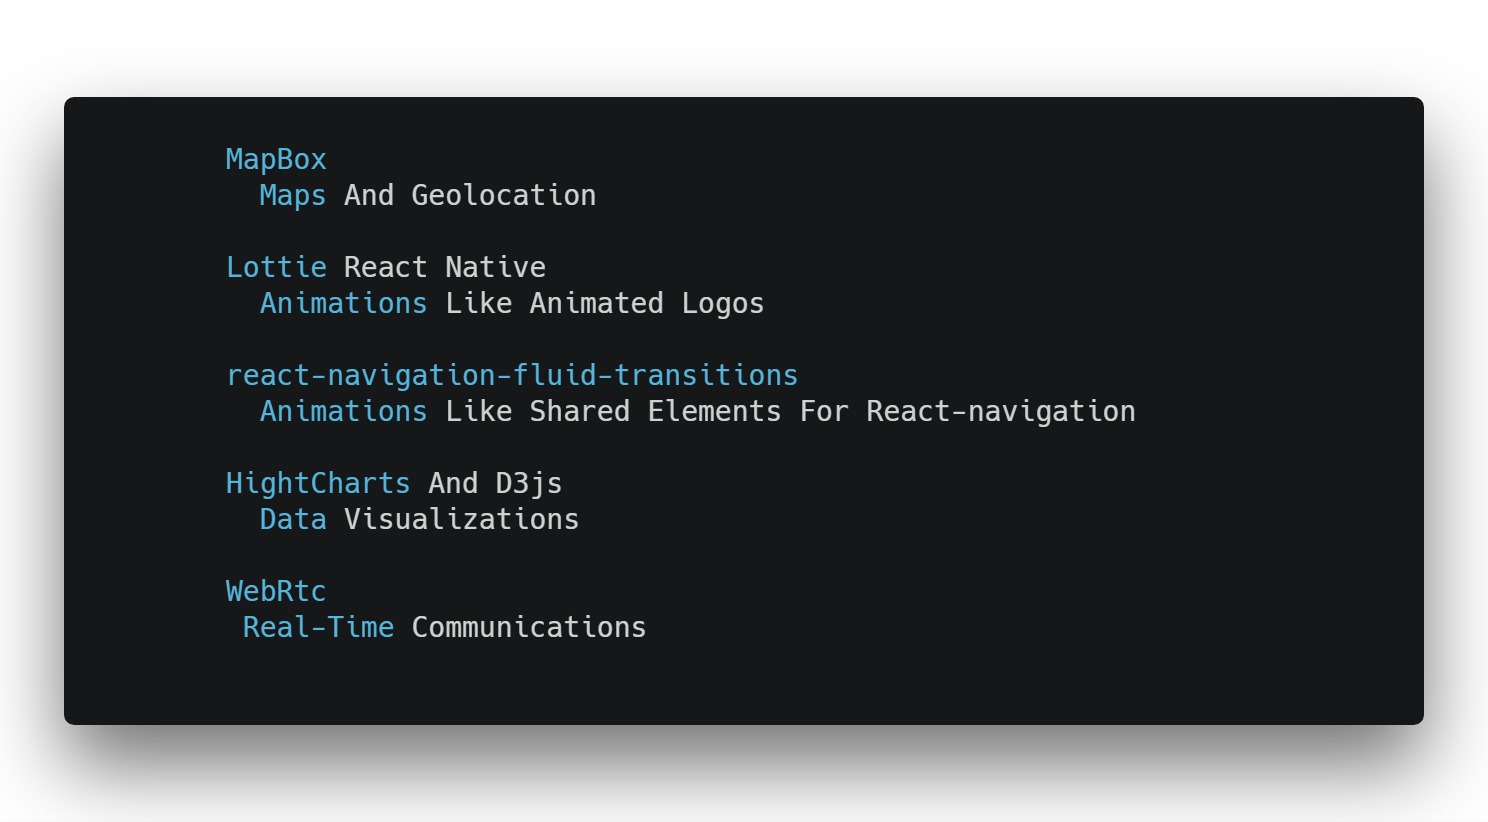 MapBox
Maps And Geolocation
Lottie React Native
Animations Like Animated Logos
react-navigation-fluid-transitions
Animations Like Shared Elements For React-navigation
HightCharts And D3js
Data Visualizations
WebRtc
Real-Time Communications